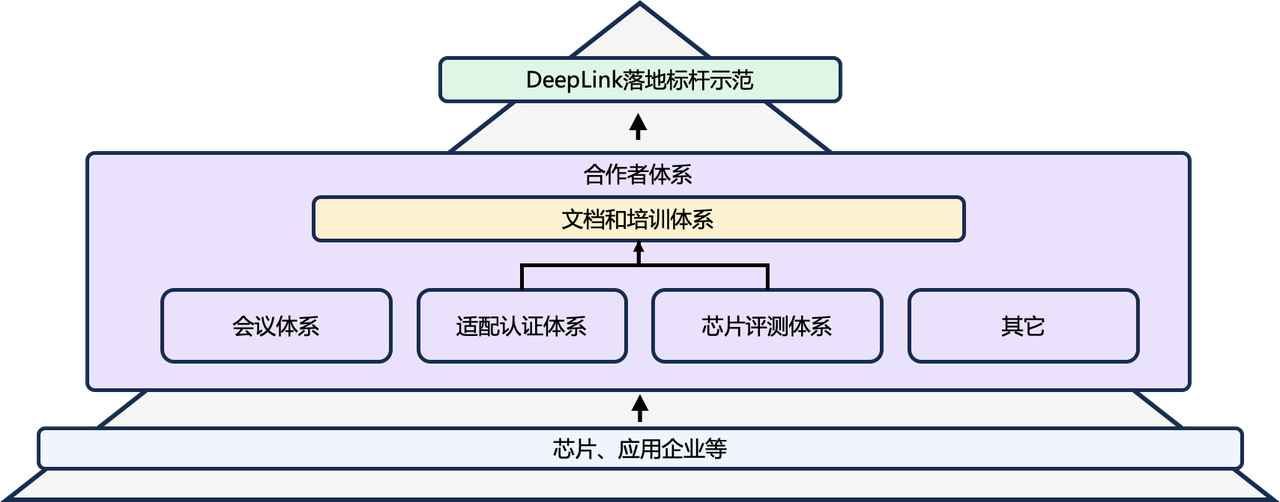 DeepLink落地标杆示范
合作者体系
文档和培训体系
会议体系
适配认证体系
芯片评测体系
其它
芯片、应用企业等